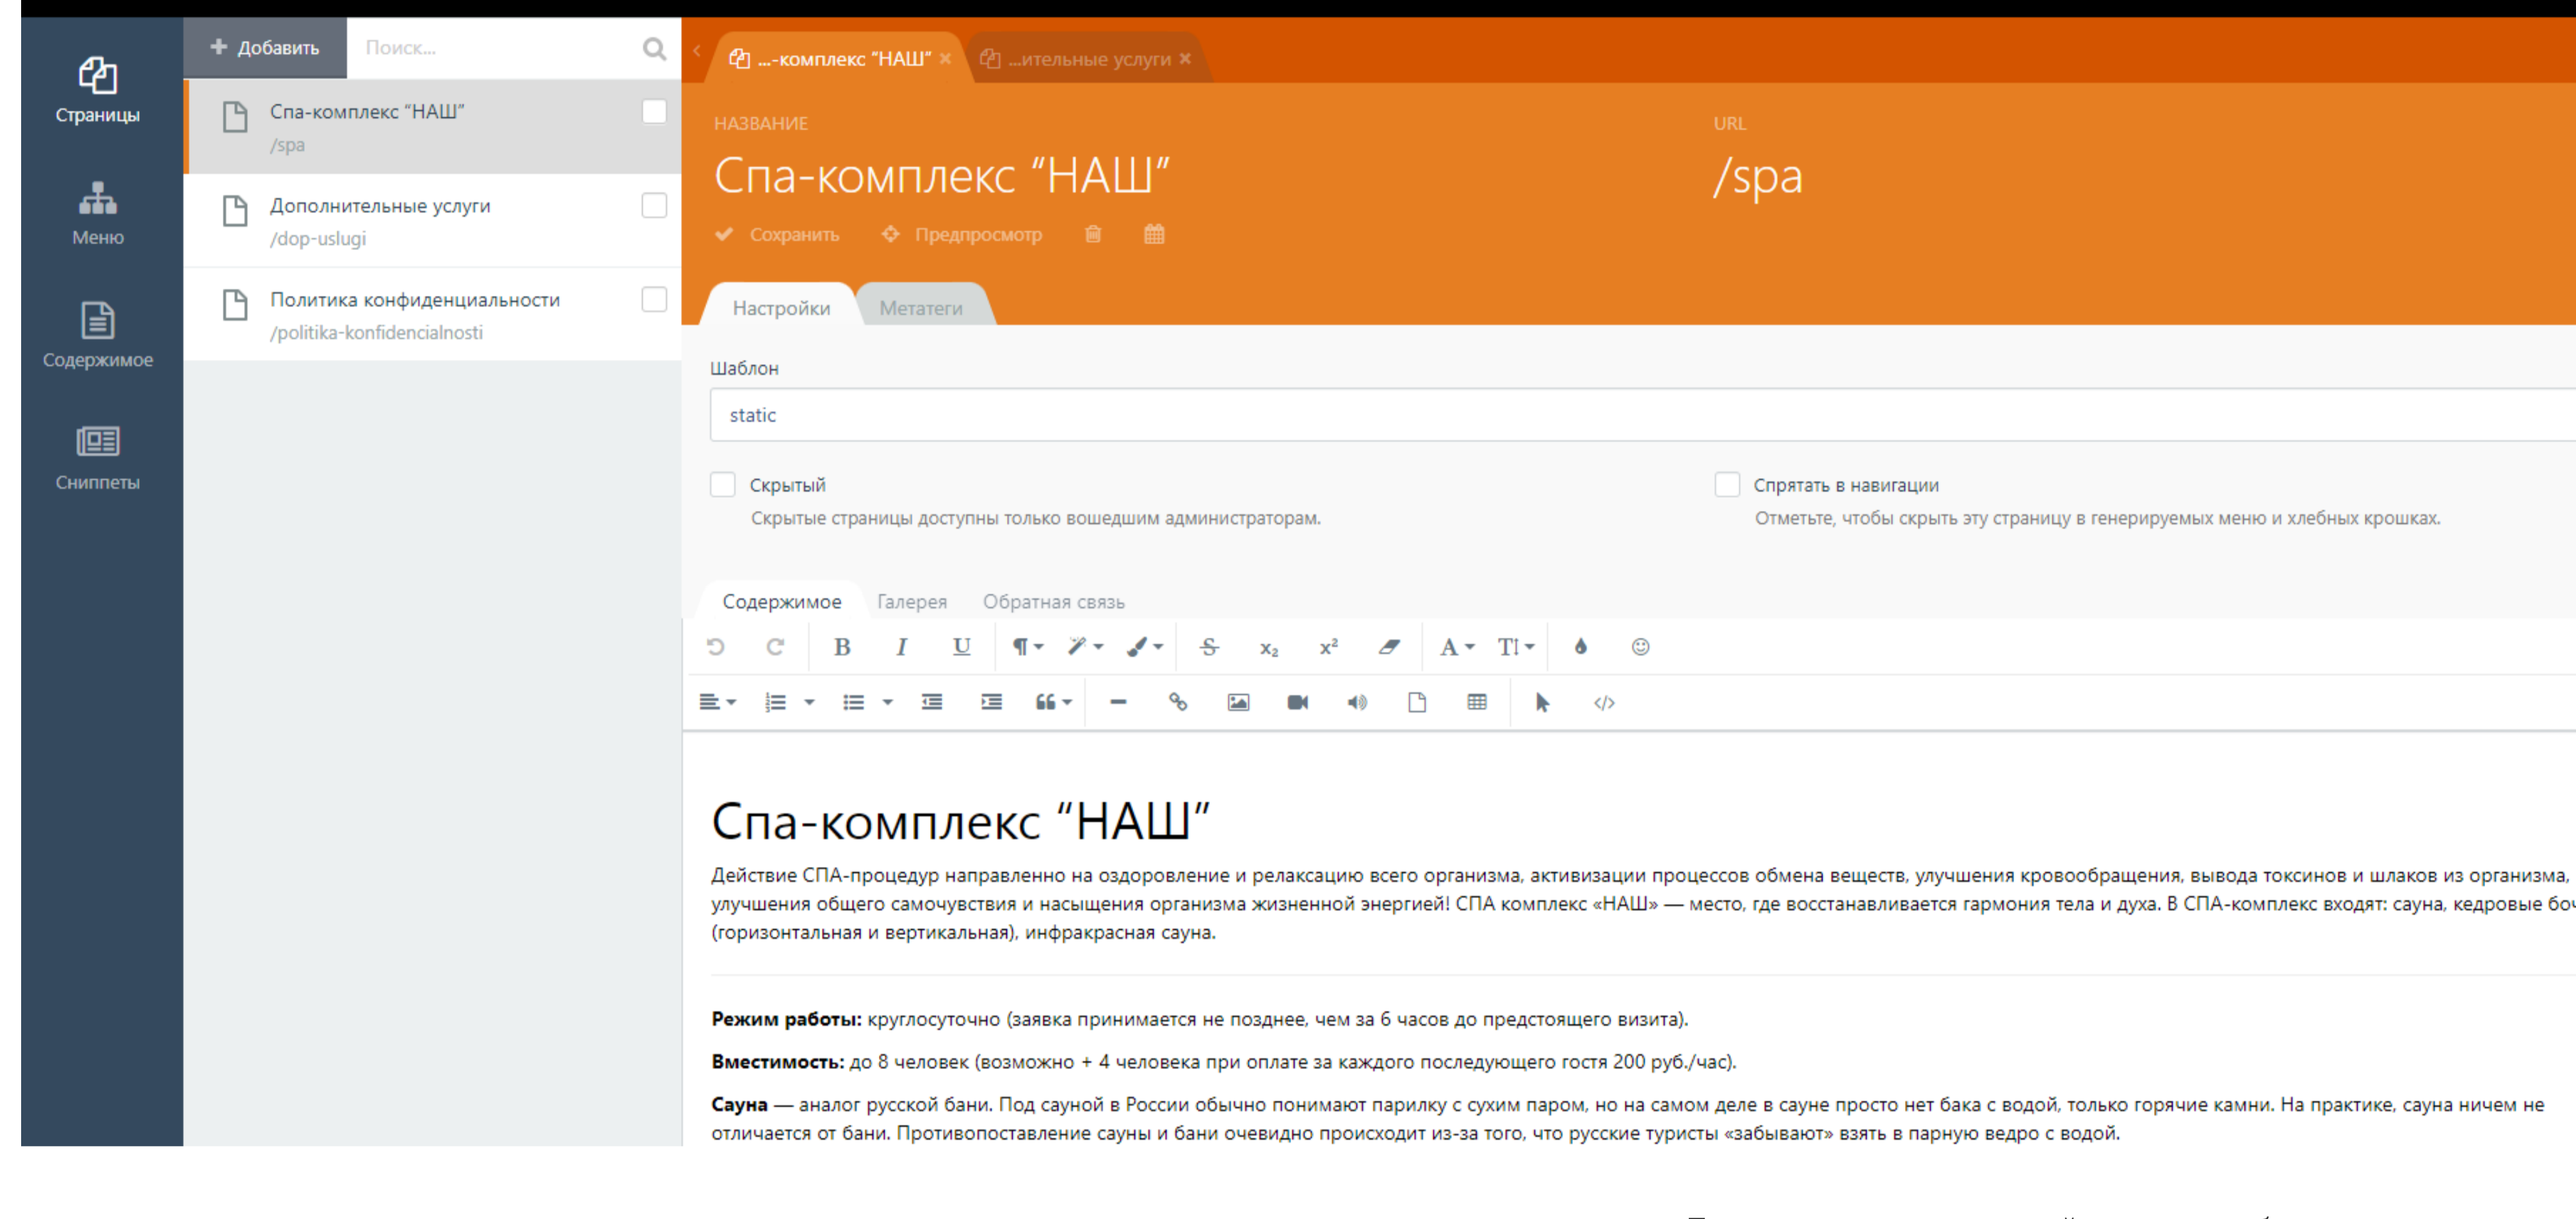 Страницы
Меню
Содержимое
Сниппеты
Добавить
Поиск...
Спа-комплекс “НАШ”
/spa
Дополнительные услуги
/dop-uslugi
Политика конфиденциальности
/politika-konfidencialnosti
...-комплекс “НАШ” ×
...ительные услуги ×
НАЗВАНИЕ
Спа-комплекс “НАШ”
URL
/spa
Сохранить Предпросмотр
Настройки Метатеги
Шаблон
static
Скрытый
Скрытые страницы доступны только вошедшим администраторам.
Спрятать в навигации
Отметьте, чтобы скрыть эту страницу в генерируемых меню и хлебных крошках.
Содержимое Галерея Обратная связь
Спа-комплекс “НАШ”
Действие СПА-процедур направленно на оздоровление и релаксацию всего организма, активизации процессов обмена веществ, улучшения кровообращения, вывода токсинов и шлаков из организма,
улучшения общего самочувствия и насыщения организма жизненной энергией! СПА комплекс «НАШ» — место, где восстанавливается гармония тела и духа. В СПА-комплекс входят: сауна, кедровые
(горизонтальная и вертикальная), инфракрасная сауна.
Режим работы: круглосуточно (заявка принимается не позднее, чем за 6 часов до предстоящего визита).
Вместимость: до 8 человек (возможно + 4 человека при оплате за каждого последующего гостя 200 руб./час).
Сауна — аналог русской бани. Под сауной в России обычно понимают парилку с сухим паром, но на самом деле в сауне просто нет бака с водой, только горячие камни. На практике, сауна ничем не
отличается от бани. Противопоставление сауны и бани очевидно происходит из-за того, что русские туристы «забывают» взять в парную ведро с водой.